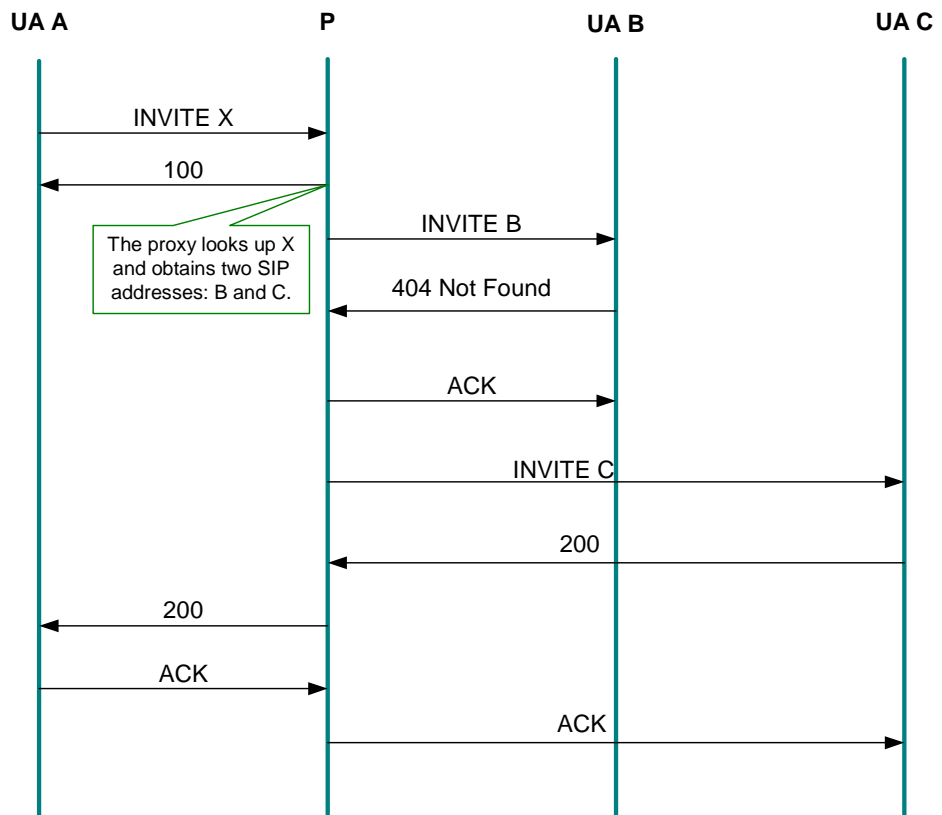 UA A
P
UA B
UA C
INVITE X
100
The proxy looks up X
and obtains two SIP
addresses: B and C.
INVITE B
404 Not Found
ACK
INVITE C
200
200
ACK
ACK